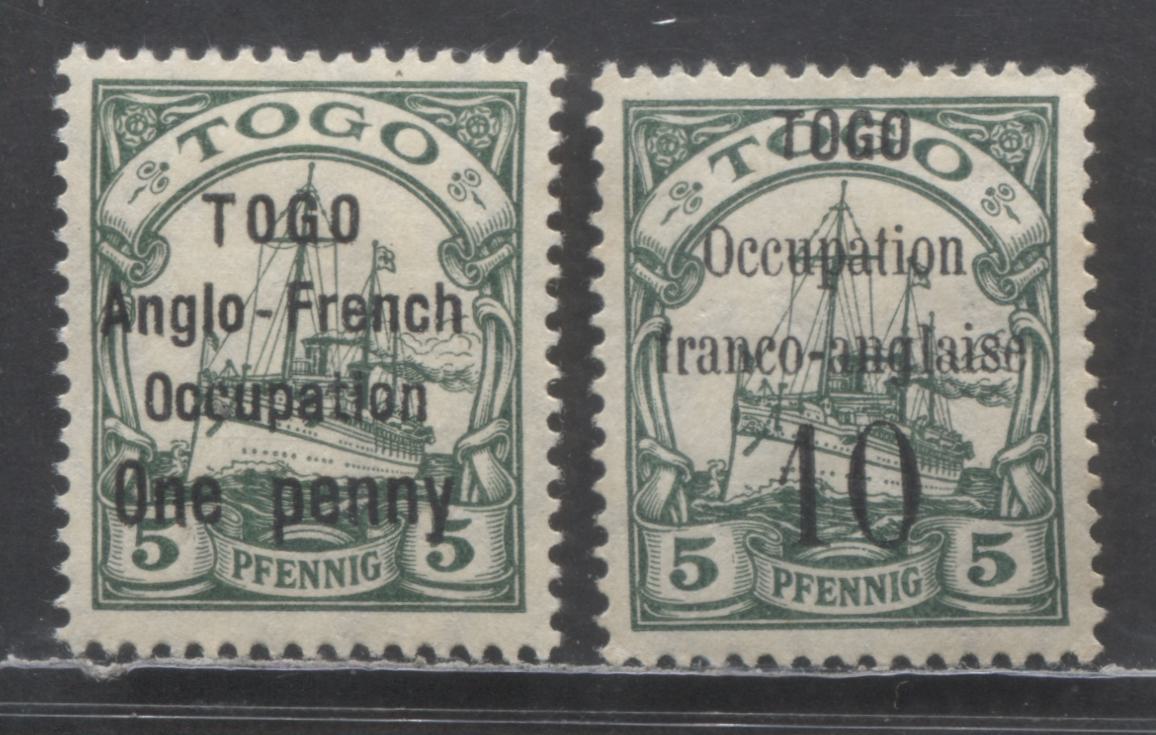 TOGO
TOGO
Anglo-French
Occupation
One penny
5 PFENNIG 5
TOGO
TOGO
Occupation
franco-anglaise
10
5 PFENNIG 5